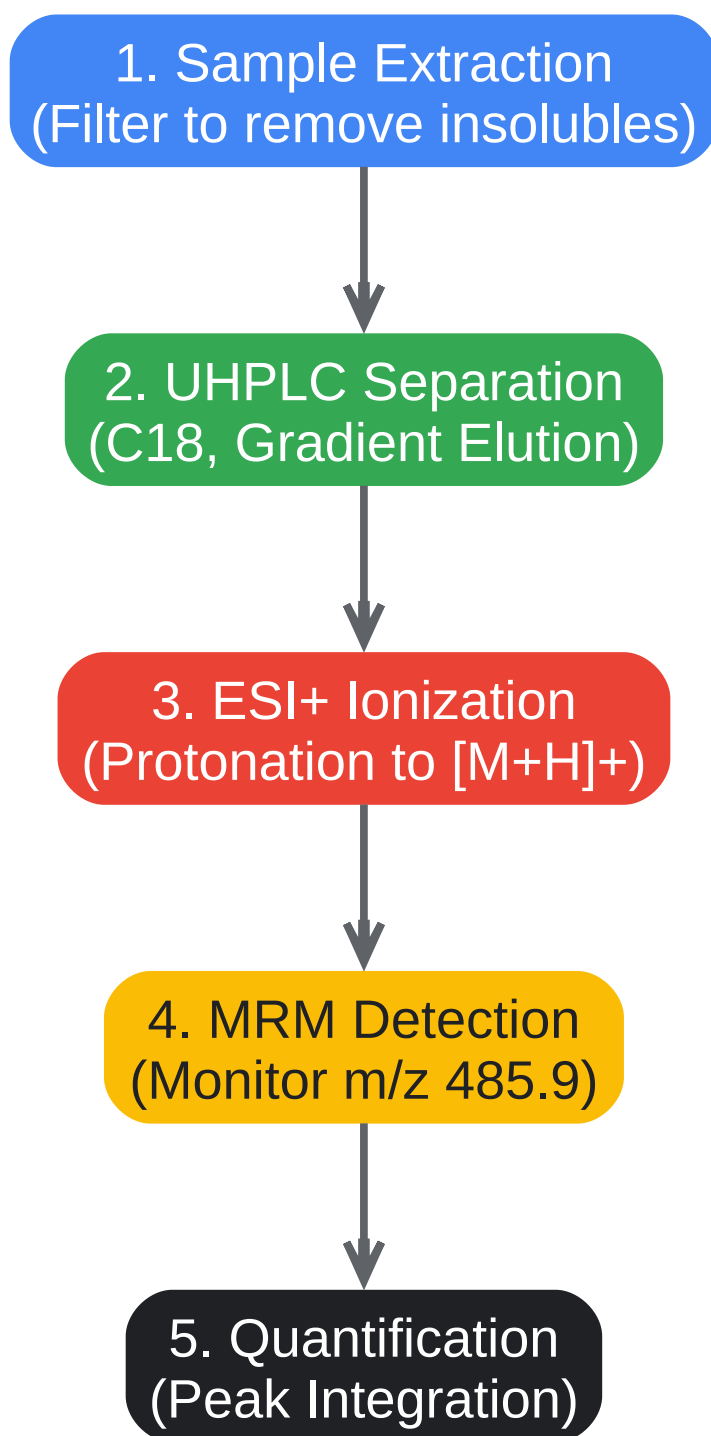 1. Sample Extraction
(Filter to remove insolubles)
2. UHPLC Separation
(C18, Gradient Elution)
3. ESI+ Ionization
(Protonation to [M+H]+)
4. MRM Detection
(Monitor m/z 485.9)
5. Quantification
(Peak Integration)